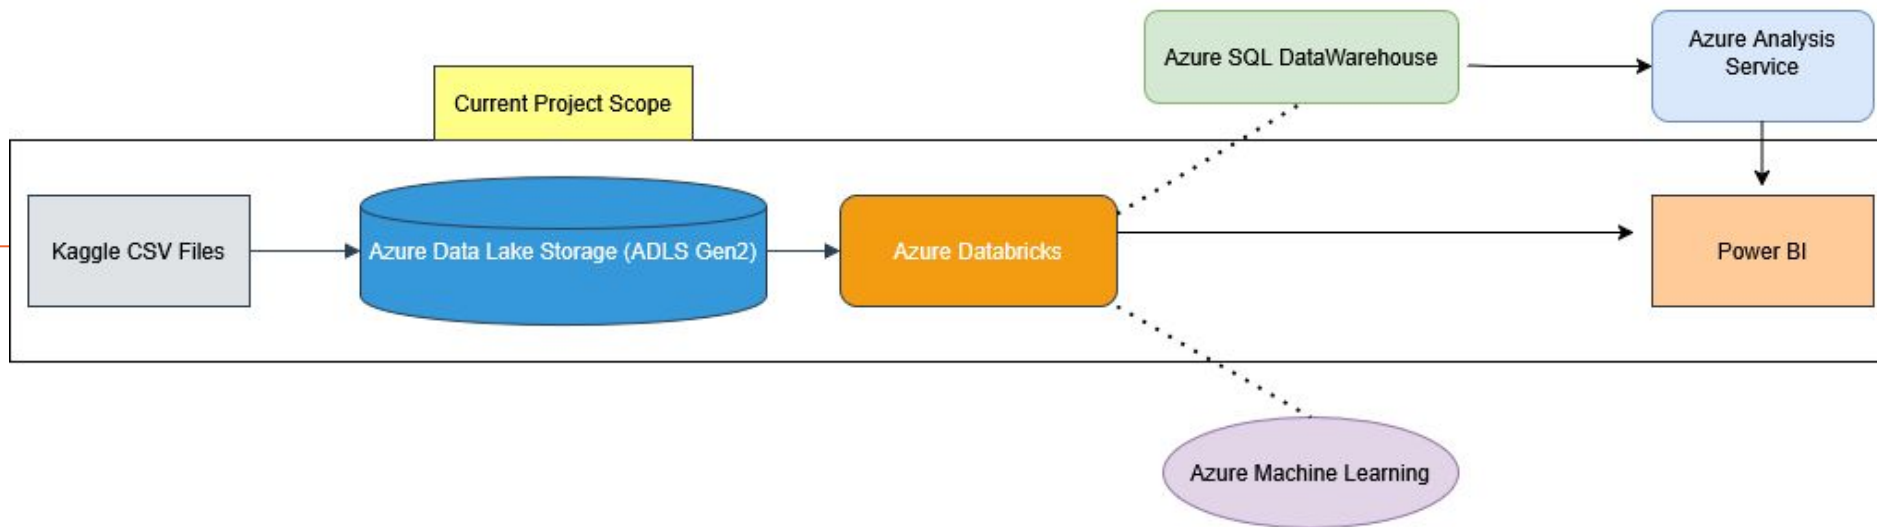 Azure SQL DataWarehouse
Azure Analysis
Service
Current Project Scope
Kaggle CSV Files
Azure Data Lake Storage (ADLS Gen2)
Azure Databricks
Power BI
Azure Machine Learning